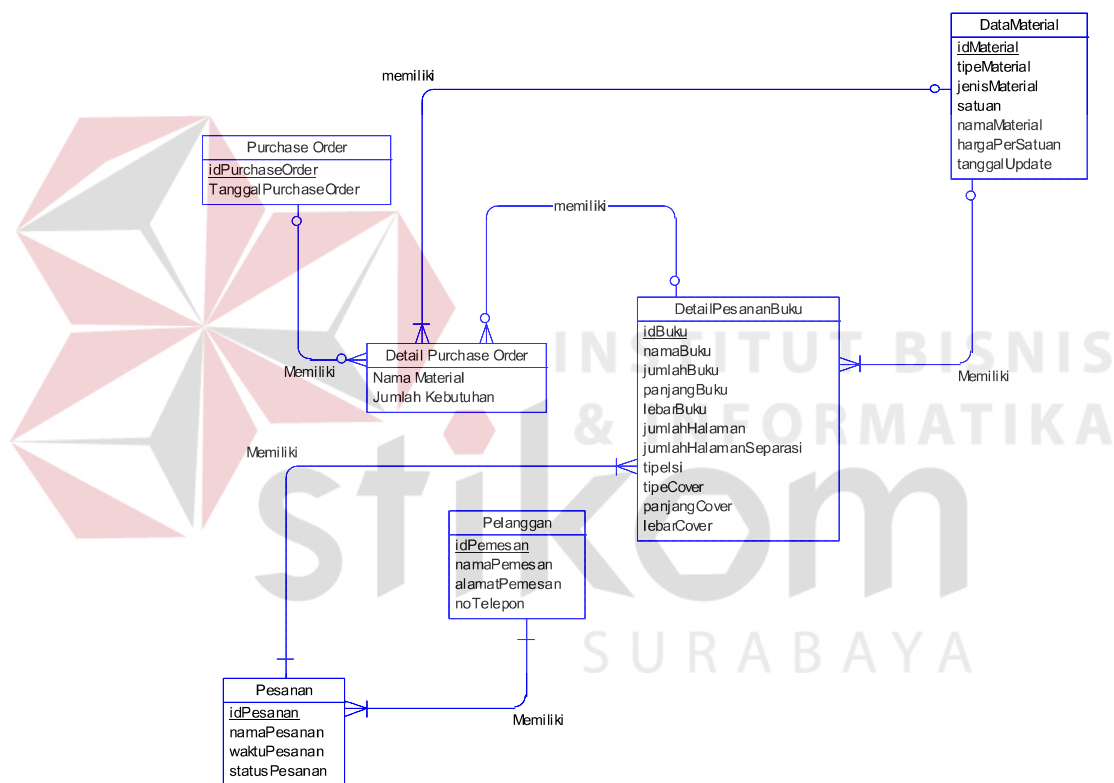 DataMaterial
idMaterial
tipeMaterial
jenisMaterial
satuan
namaMaterial
hargaPerSatuan
tanggalUpdate
memiliki
Purchase Order
idPurchaseOrder
TanggalPurchaseOrder
memiliki
DetailPesananBuku
idBuku
namaBuku
jumlahBuku
panjangBuku
lebarBuku
jumlahHalaman
jumlahHalamanSeparasi
tipeIsi
tipeCover
panjangCover
lebarCover
Detail Purchase Order
Nama Material
Jumlah Kebutuhan
Memiliki
Memiliki
Memiliki
Pelanggan
idPemesan
namaPemesan
alamatPemesan
noTelepon
Pesanan
idPesanan
namaPesanan
waktuPesanan
statusPesanan
Memiliki
INSTITUT BISNIS
& INFORMATIKA
stikom
SURABAYA